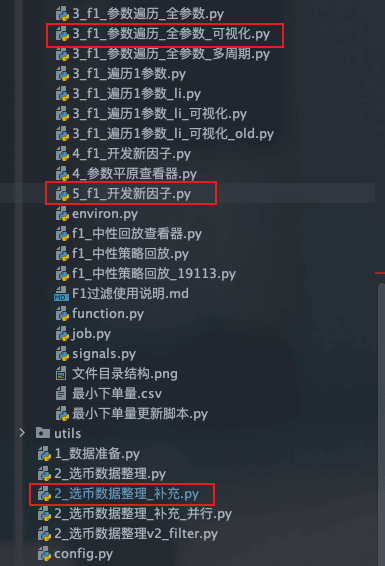 3_f1_参数遍历_全参数.py
3_f1_参数遍历_全参数_可视化.py
3_f1_参数遍历_全参数_多周期.py
3_f1_遍历1参数.py
3_f1_遍历1参数_li.py
3_f1_遍历1参数_li_可视化.py
3_f1_遍历1参数_li_可视化_old.py
4_f1_开发新因子.py
4_参数平原查看器.py
5_f1_开发新因子.py
environ.py
f1_中性回放查看器.py
f1_中性策略回放.py
f1_中性策略回放_19113.py
F1过滤使用说明.md
function.py
job.py
signals.py
文件目录结构.png
最小下单量.csv
最小下单量更新脚本.py
utils
1_数据准备.py
2_选币数据整理.py
2_选币数据整理_补充.py
2_选币数据整理_补充_并行.py
2_选币数据整理v2_filter.py
config.py